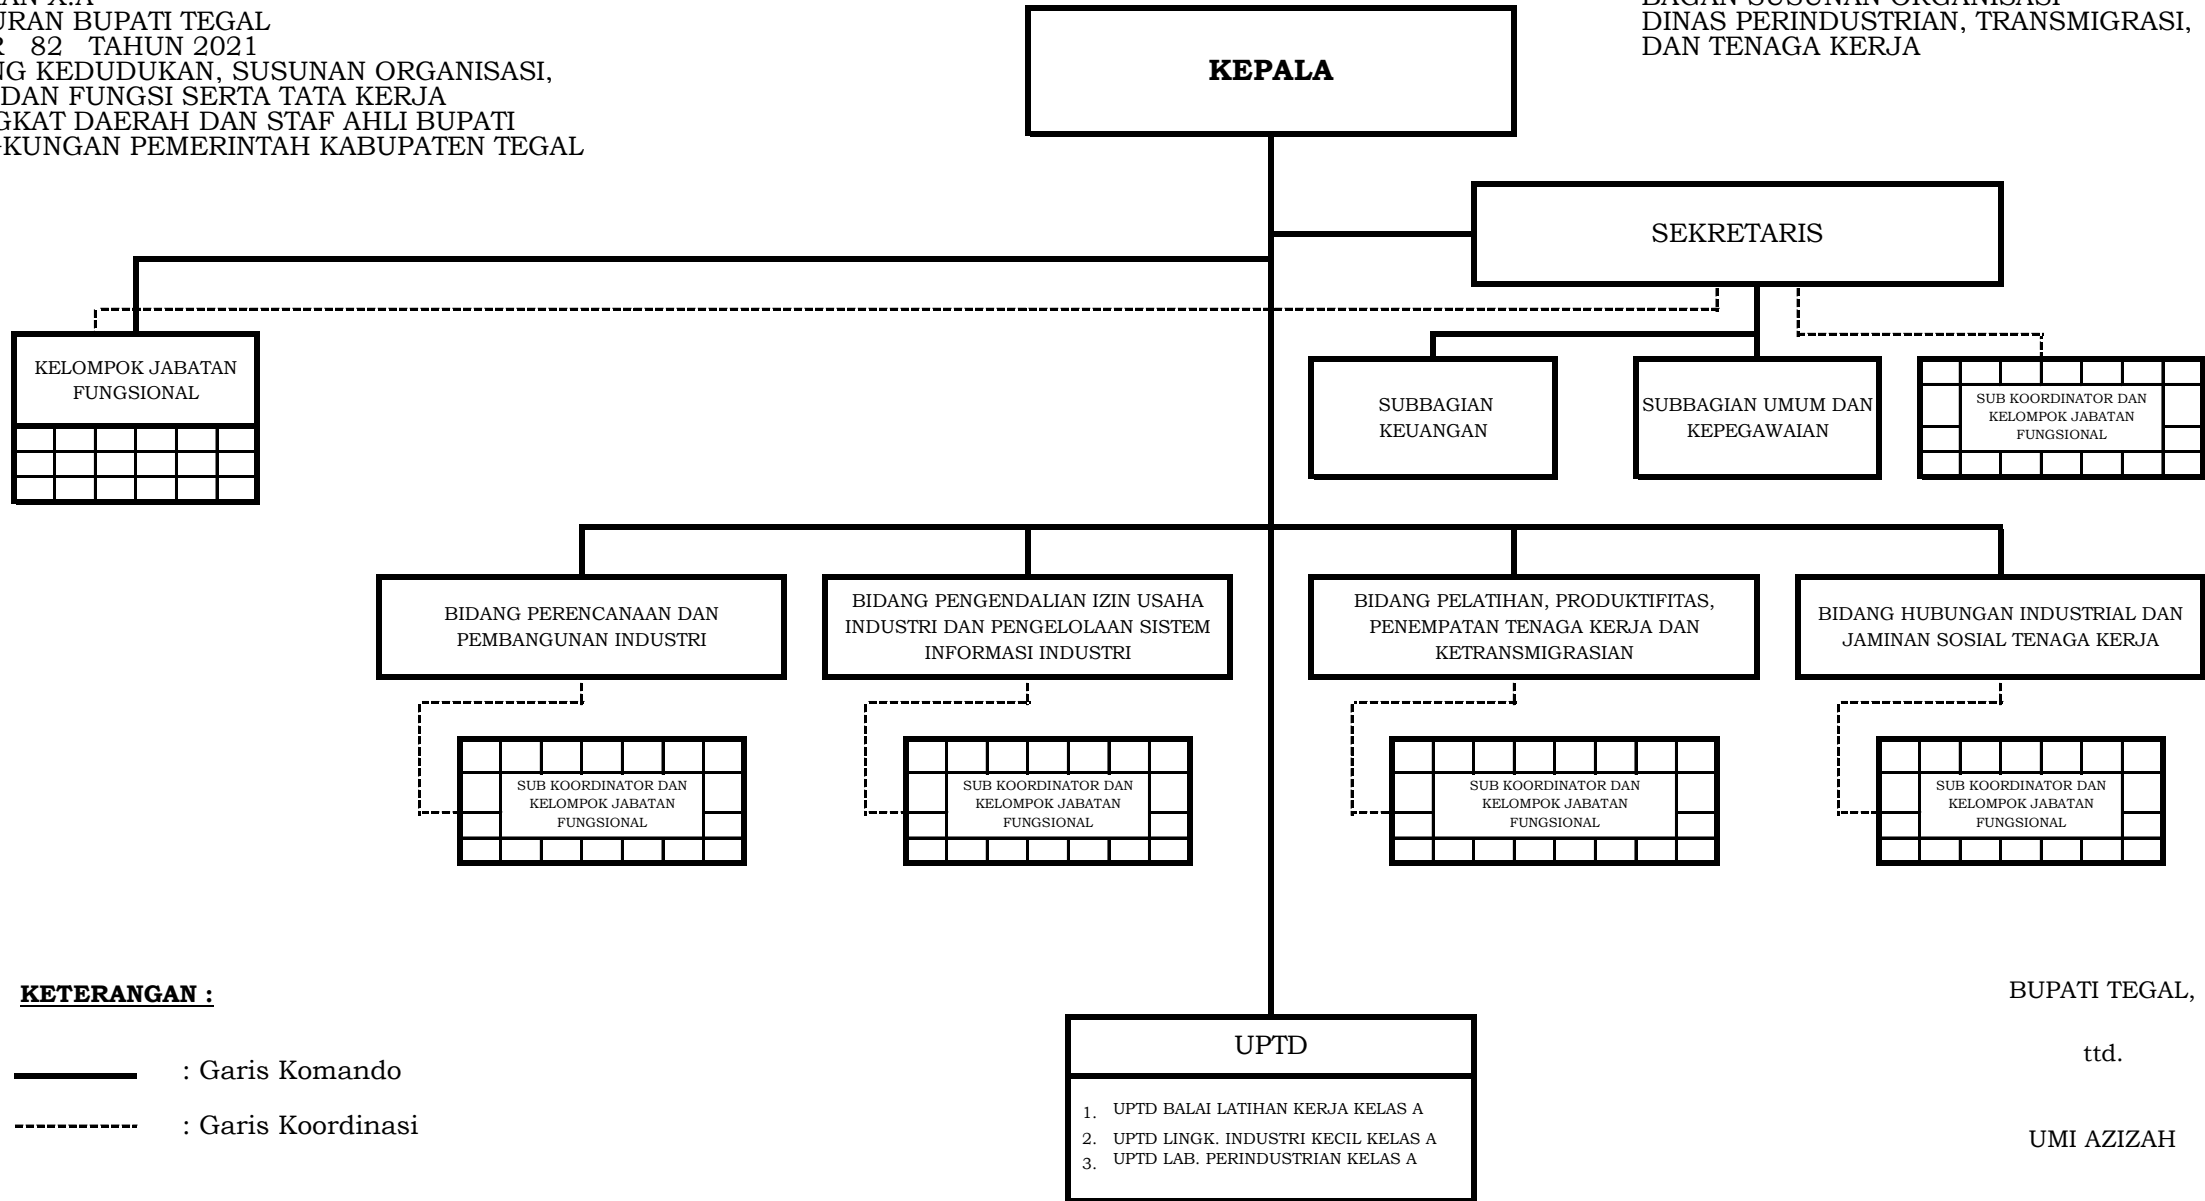 X.A
BUPATI TEGAL
82 TAHUN 2021
KEDUDUKAN, SUSUNAN ORGANISASI,
DAN FUNGSI SERTA TATA KERJA
DAERAH DAN STAF AHLI BUPATI
PEMERINTAH KABUPATEN TEGAL
BAGAN SUSUNAN ORGANISASI
DINAS PERINDUSTRIAN, TRANSMIGRASI,
DAN TENAGA KERJA
KEPALA
SEKRETARIS
KELOMPOK JABATAN
FUNGSIONAL
SUBBAGIAN
KEUANGAN
SUBBAGIAN UMUM DAN
KEPEGAWAIAN
SUB KOORDINATOR DAN
KELOMPOK JABATAN
FUNGSIONAL
BIDANG PERENCANAAN DAN
PEMBANGUNAN INDUSTRI
BIDANG PENGENDALIAN IZIN USAHA
INDUSTRI DAN PENGELOLAAN SISTEM
INFORMASI INDUSTRI
BIDANG PELATIHAN, PRODUKTIFITAS,
PENEMPATAN TENAGA KERJA DAN
KETRANSMIGRASIAN
BIDANG HUBUNGAN INDUSTRIAL DAN
JAMINAN SOSIAL TENAGA KERJA
SUB KOORDINATOR DAN
KELOMPOK JABATAN
FUNGSIONAL
SUB KOORDINATOR DAN
KELOMPOK JABATAN
FUNGSIONAL
SUB KOORDINATOR DAN
KELOMPOK JABATAN
FUNGSIONAL
SUB KOORDINATOR DAN
KELOMPOK JABATAN
FUNGSIONAL
UPTD
1. UPTD BALAI LATIHAN KERJA KELAS A
2. UPTD LINGK. INDUSTRI KECIL KELAS A
3. UPTD LAB. PERINDUSTRIAN KELAS A
KETERANGAN :
: Garis Komando
: Garis Koordinasi
BUPATI TEGAL,
ttd.
UMI AZIZAH